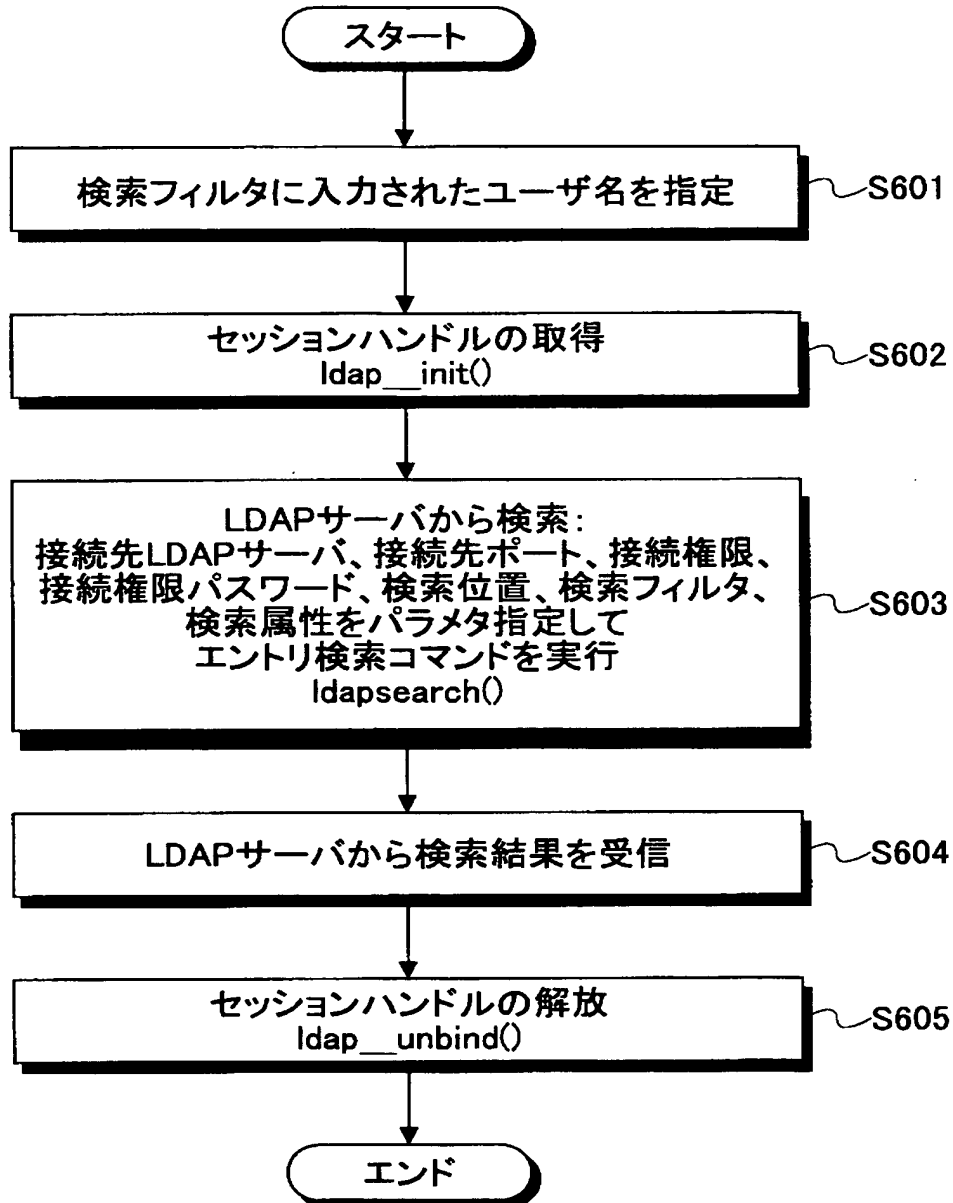 スタート
検索フィルタに入力されたユーザ名を指定
S601
セッションハンドルの取得
ldap__init()
S602
LDAPサーバから検索:
接続先LDAPサーバ、接続先ポート、接続権限、
接続権限パスワード、検索位置、検索フィルタ、
検索属性をパラメタ指定して
エントリ検索コマンドを実行
ldapsearch()
S603
LDAPサーバから検索結果を受信
S604
セッションハンドルの解放
ldap__unbind()
S605
エンド